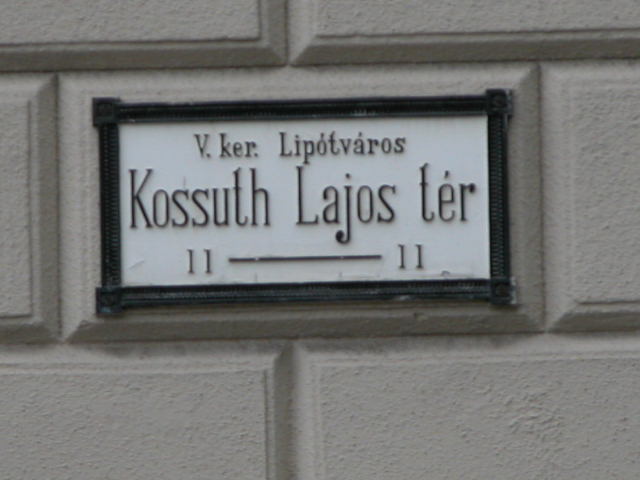 V. ker. Lipótváros
Kossuth Lajos tér
11 — 11